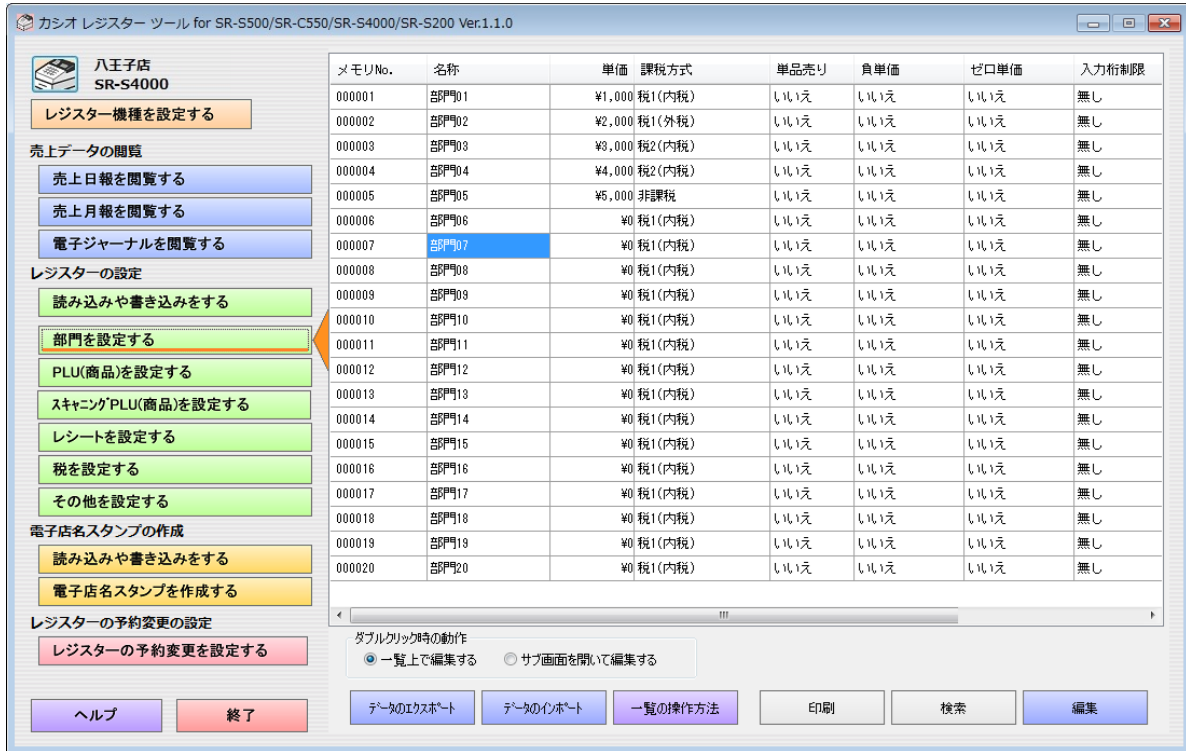 カシオ レジスター ツール for SR-S500/SR-C550/SR-S4000/SR-S200 Ver.1.1.0
八王子店
SR-S4000
レジスター機種を設定する
売上データの閲覧
売上日報を閲覧する
売上月報を閲覧する
電子ジャーナルを閲覧する
レジスターの設定
読み込みや書き込みをする
部門を設定する
PLU(商品)を設定する
ｽｷｬﾆﾝｸﾞPLU(商品)を設定する
レシートを設定する
税を設定する
その他を設定する
電子店名スタンプの作成
読み込みや書き込みをする
電子店名スタンプを作成する
レジスターの予約変更の設定
レジスターの予約変更を設定する
ヘルプ 終了
メモリNo. 名称 単価 課税方式 単品売り 負単価 ゼロ単価 入力桁制限
000001 部門01 ¥1,000 税1(内税) いいえ いいえ いいえ 無し
000002 部門02 ¥2,000 税1(外税) いいえ いいえ いいえ 無し
000003 部門03 ¥3,000 税2(内税) いいえ いいえ いいえ 無し
000004 部門04 ¥4,000 税2(内税) いいえ いいえ いいえ 無し
000005 部門05 ¥5,000 非課税 いいえ いいえ いいえ 無し
000006 部門06 ¥0 税1(内税) いいえ いいえ いいえ 無し
000007 部門07 ¥0 税1(内税) いいえ いいえ いいえ 無し
000008 部門08 ¥0 税1(内税) いいえ いいえ いいえ 無し
000009 部門09 ¥0 税1(内税) いいえ いいえ いいえ 無し
000010 部門10 ¥0 税1(内税) いいえ いいえ いいえ 無し
000011 部門11 ¥0 税1(内税) いいえ いいえ いいえ 無し
000012 部門12 ¥0 税1(内税) いいえ いいえ いいえ 無し
000013 部門13 ¥0 税1(内税) いいえ いいえ いいえ 無し
000014 部門14 ¥0 税1(内税) いいえ いいえ いいえ 無し
000015 部門15 ¥0 税1(内税) いいえ いいえ いいえ 無し
000016 部門16 ¥0 税1(内税) いいえ いいえ いいえ 無し
000017 部門17 ¥0 税1(内税) いいえ いいえ いいえ 無し
000018 部門18 ¥0 税1(内税) いいえ いいえ いいえ 無し
000019 部門19 ¥0 税1(内税) いいえ いいえ いいえ 無し
000020 部門20 ¥0 税1(内税) いいえ いいえ いいえ 無し
ダブルクリック時の動作
一覧上で編集する サブ画面を開いて編集する
ﾃﾞｰﾀのｴｸｽﾎﾟｰﾄ ﾃﾞｰﾀのｲﾝﾎﾟｰﾄ 一覧の操作方法 印刷 検索 編集